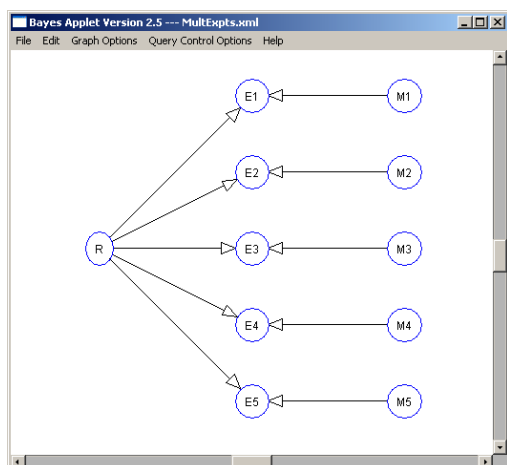 Bayes Applet Version 2.5 --- MultExpts.xml
File Edit Graph Options Query Control Options Help
E1 M1
E2 M2
R E3 M3
E4 M4
E5 M5